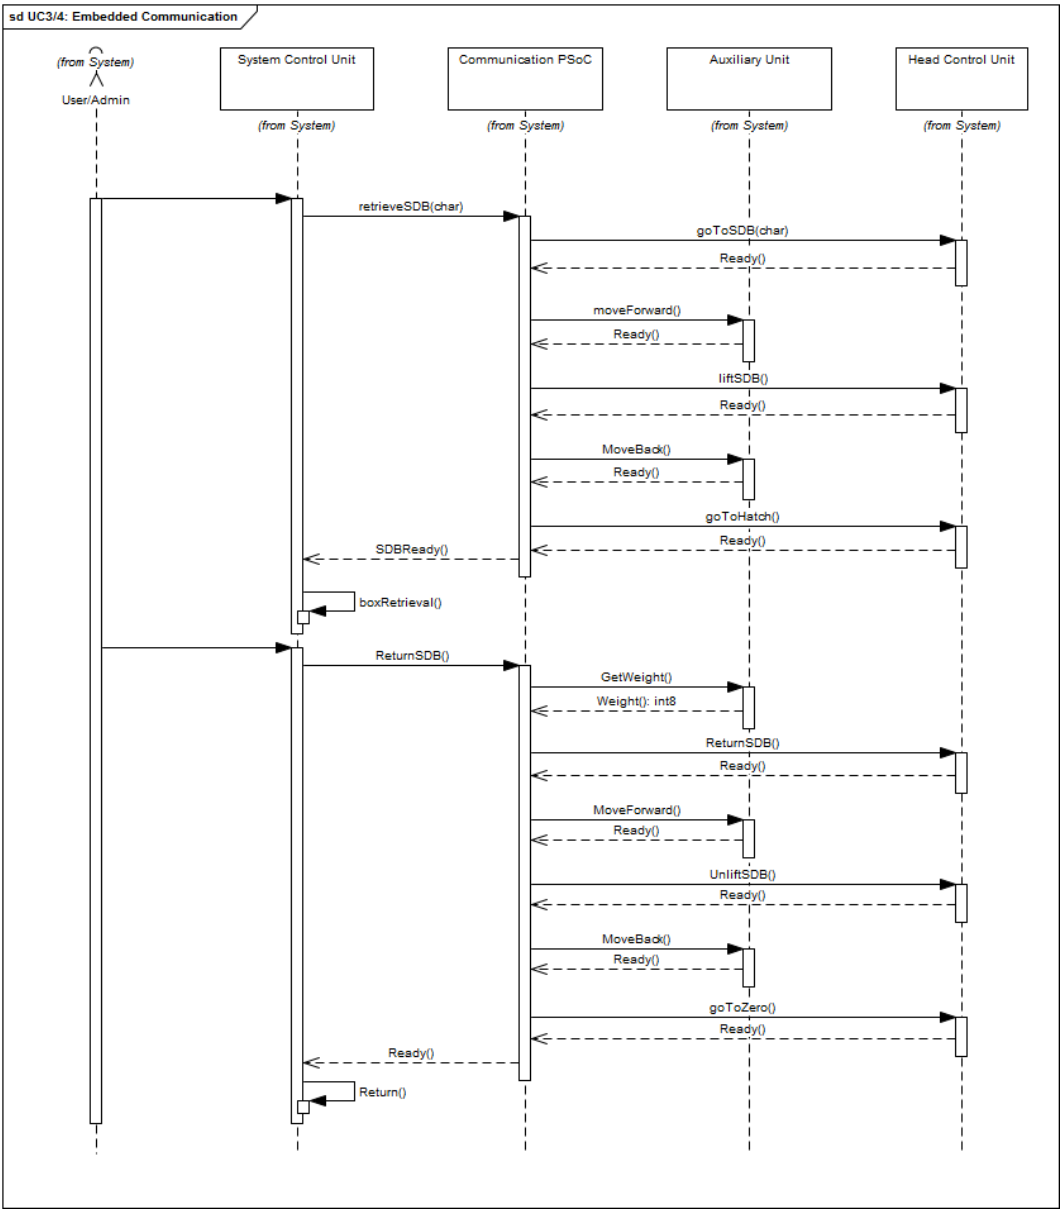 sd UC3/4: Embedded Communication
(from System)
User/Admin
System Control Unit
(from System)
Communication PSoC
(from System)
Auxiliary Unit
(from System)
Head Control Unit
(from System)
retrieveSDB(char)
goToSDB(char)
Ready()
moveForward()
Ready()
liftSDB()
Ready()
MoveBack()
Ready()
goToHatch()
Ready()
SDBReady()
boxRetrieval()
ReturnSDB()
GetWeight()
Weight(): int8
ReturnSDB()
Ready()
MoveForward()
Ready()
UnliftSDB()
Ready()
MoveBack()
Ready()
goToZero()
Ready()
Ready()
Return()